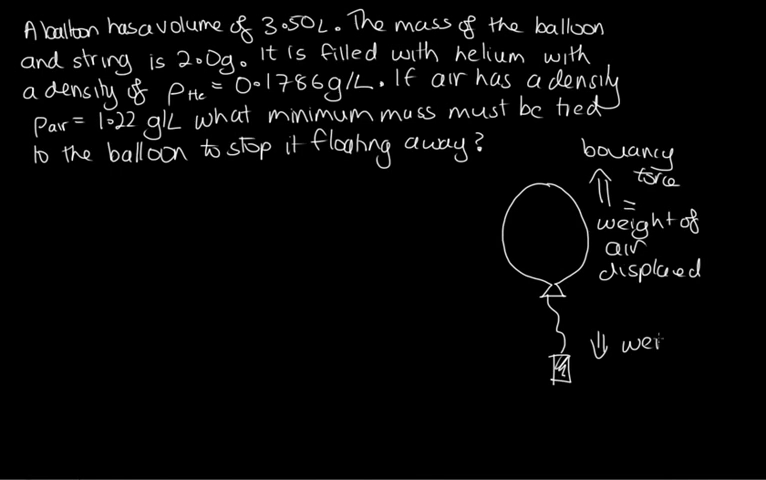 A balloon has a volume of 3.50L. The mass of the balloon
and string is 2.0g. It is filled with helium with
a density of ρHe = 0.1786g/L. If air has a density
ρair = 1.22 g/L what minimum mass must be tied
to the balloon to stop it floating away?
bouancy
force
=
weight of
air
displaced
⇓ wei